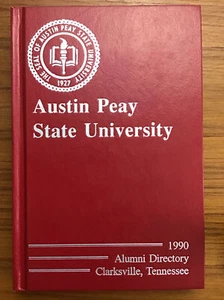 THE SEAL OF AUSTIN PEAY STATE UNIVERSITY
1927
Austin Peay
State University
1990
Alumni Directory
Clarksville, Tennessee